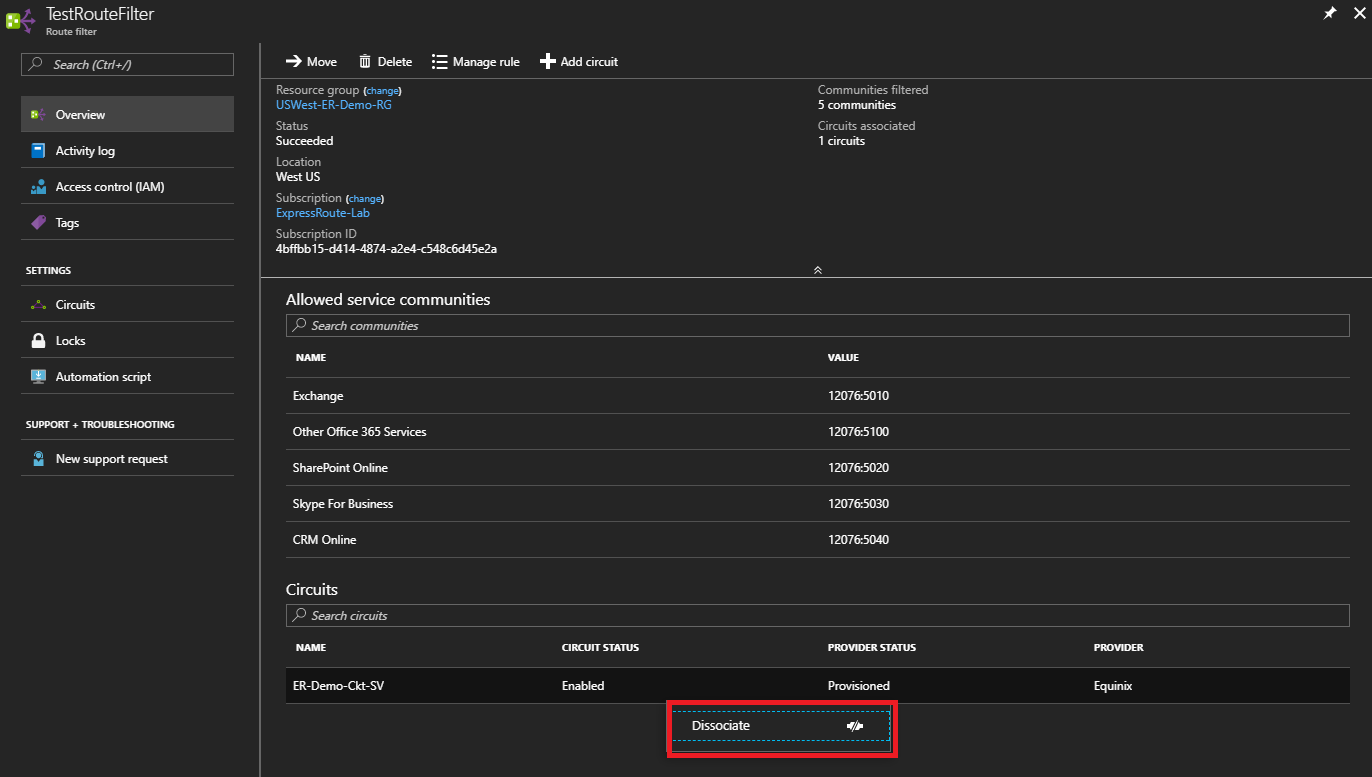 TestRouteFilter
Route filter
Search (Ctrl+/)
Overview
Activity log
Access control (IAM)
Tags
SETTINGS
Circuits
Locks
Automation script
SUPPORT + TROUBLESHOOTING
New support request
Move Delete Manage rule Add circuit
Resource group (change)
USWest-ER-Demo-RG
Status
Succeeded
Location
West US
Subscription (change)
ExpressRoute-Lab
Subscription ID
4bffbb15-d414-4874-a2e4-c548c6d45e2a
Communities filtered
5 communities
Circuits associated
1 circuits
Allowed service communities
Search communities
NAME VALUE
Exchange 12076:5010
Other Office 365 Services 12076:5100
SharePoint Online 12076:5020
Skype For Business 12076:5030
CRM Online 12076:5040
Circuits
Search circuits
NAME CIRCUIT STATUS PROVIDER STATUS PROVIDER
ER-Demo-Ckt-SV Enabled Provisioned Equinix
Dissociate